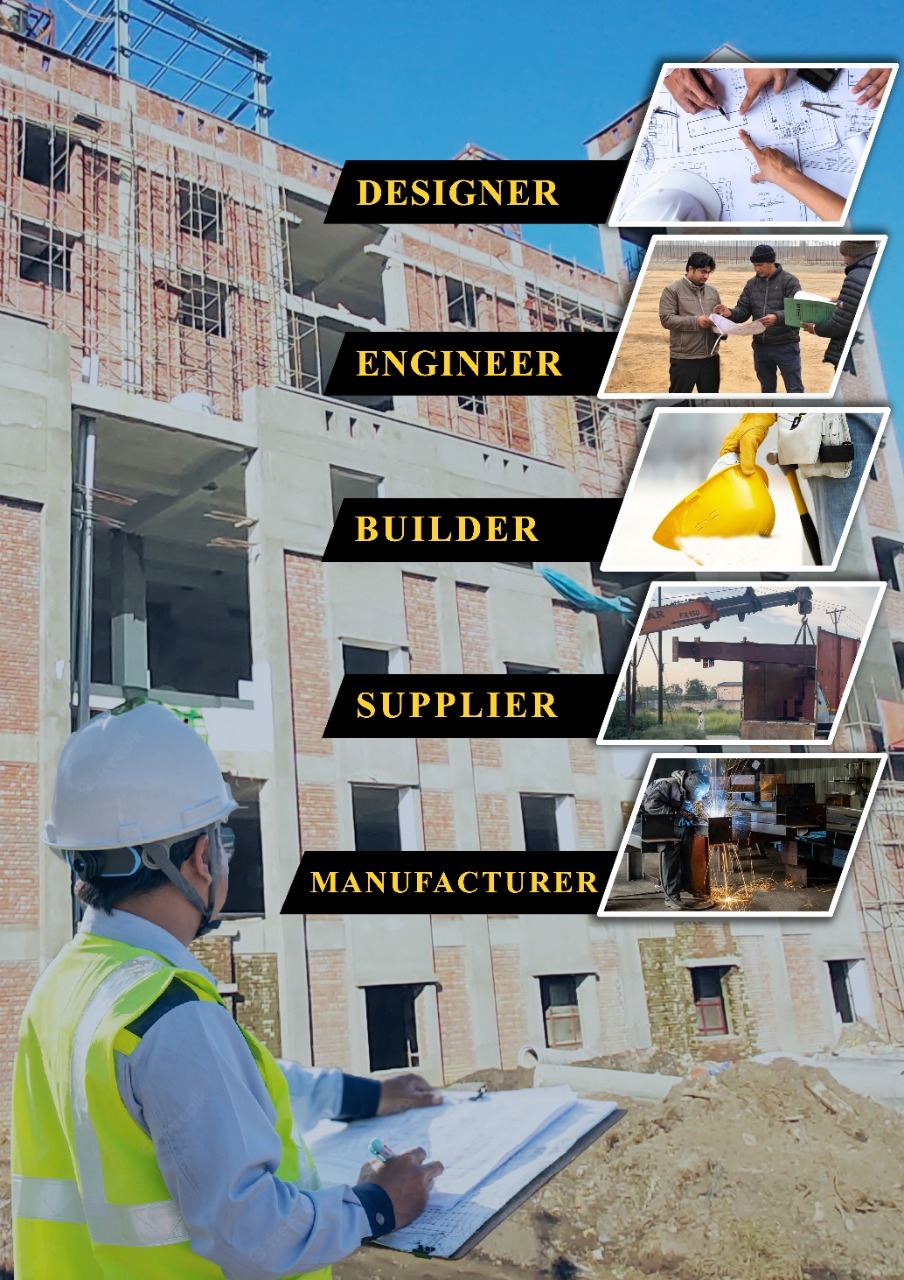 DESIGNER
ENGINEER
BUILDER
SUPPLIER
MANUFACTURER